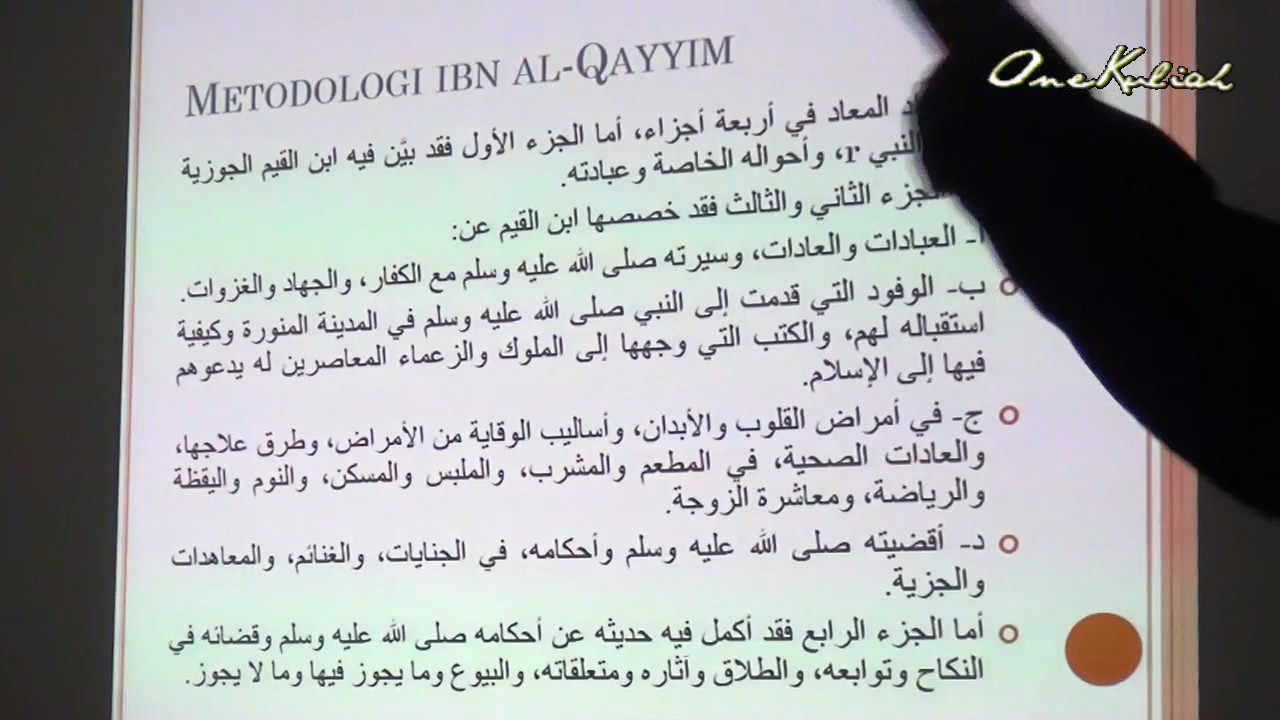 OneKuliah
METODOLOGI IBN AL-QAYYIM
المعاد في أربعة أجزاء، أما الجزء الأول فقد بيَّن فيه ابن القيم الجوزية
النبي r، وأحواله الخاصة وعبادته.
الجزء الثاني والثالث فقد خصصها ابن القيم عن:
أ- العبادات والعادات، وسيرته صلى الله عليه وسلم مع الكفار، والجهاد والغزوات.
ب- الوفود التي قدمت إلى النبي صلى الله عليه وسلم في المدينة المنورة وكيفية
استقباله لهم، والكتب التي وجهها إلى الملوك والزعماء المعاصرين له يدعوهم
فيها إلى الإسلام.
ج- في أمراض القلوب والأبدان، وأساليب الوقاية من الأمراض، وطرق علاجها،
والعادات الصحية، في المطعم والمشرب، والملبس والمسكن، والنوم واليقظة
والرياضة، ومعاشرة الزوجة.
د- أقضيته صلى الله عليه وسلم وأحكامه، في الجنايات، والغنائم، والمعاهدات
والجزية.
أما الجزء الرابع فقد أكمل فيه حديثه عن أحكامه صلى الله عليه وسلم وقضائه في
النكاح وتوابعه، والطلاق وآثاره ومتعلقاته، والبيوع وما يجوز فيها وما لا يجوز.